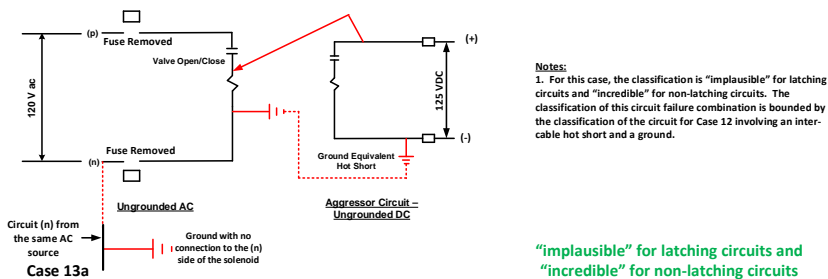 (p)
Fuse Removed
Valve Open/Close
120 V ac
Fuse Removed
(n)
Ungrounded AC
Circuit (n) from
the same AC
source
Case 13a
Ground with no
connection to the (n)
side of the solenoid
(+)
125 VDC
(-)
Ground Equivalent
Hot Short
Aggressor Circuit –
Ungrounded DC
Notes:
1. For this case, the classification is “implausible” for latching
circuits and “incredible” for non-latching circuits. The
classification of this circuit failure combination is bounded by
the classification of the circuit for Case 12 involving an inter-
cable hot short and a ground.
“implausible” for latching circuits and
“incredible” for non-latching circuits